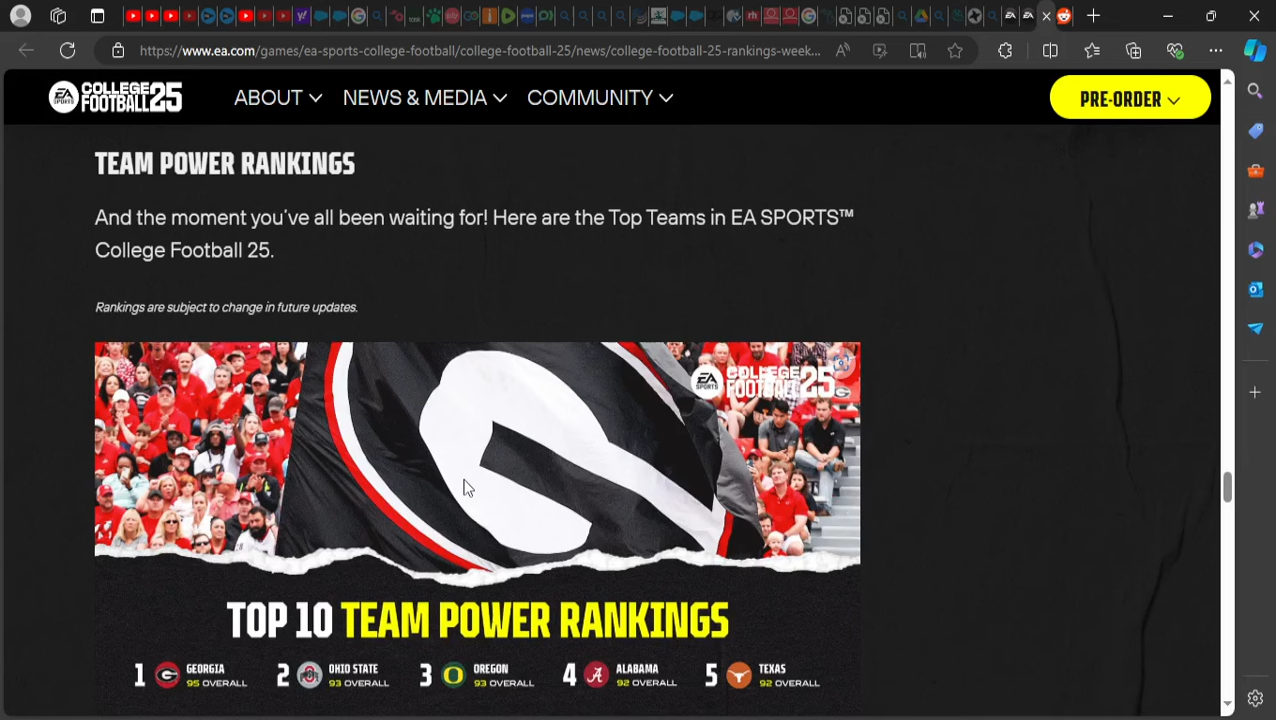 https://www.ea.com/games/ea-sports-college-football/college-football-25/news/college-football-25-rankings-week...
EA SPORTS COLLEGE FOOTBALL 25
ABOUT
NEWS & MEDIA
COMMUNITY
PRE-ORDER
TEAM POWER RANKINGS
And the moment you've all been waiting for! Here are the Top Teams in EA SPORTS™
College Football 25.
Rankings are subject to change in future updates.
EA SPORTS COLLEGE FOOTBALL 25
TOP 10 TEAM POWER RANKINGS
1 GEORGIA 95 OVERALL
2 OHIO STATE 93 OVERALL
3 OREGON 93 OVERALL
4 ALABAMA 92 OVERALL
5 TEXAS 92 OVERALL